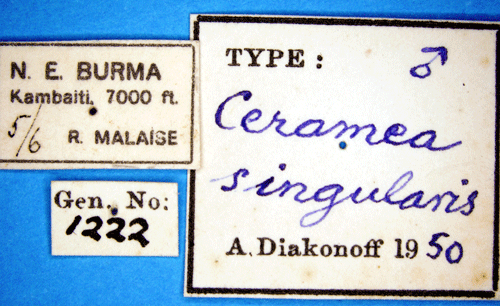 N. E. BURMA
Kambaiti, 7000 ft.
5/6 R. MALAISE
Gen. No:
1222
TYPE : ♂
Ceramea
singularis
A. Diakonoff 1950